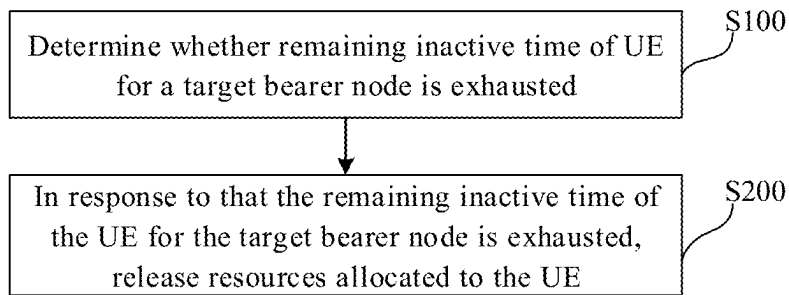 S100
Determine whether remaining inactive time of UE
for a target bearer node is exhausted
S200
In response to that the remaining inactive time of
the UE for the target bearer node is exhausted,
release resources allocated to the UE